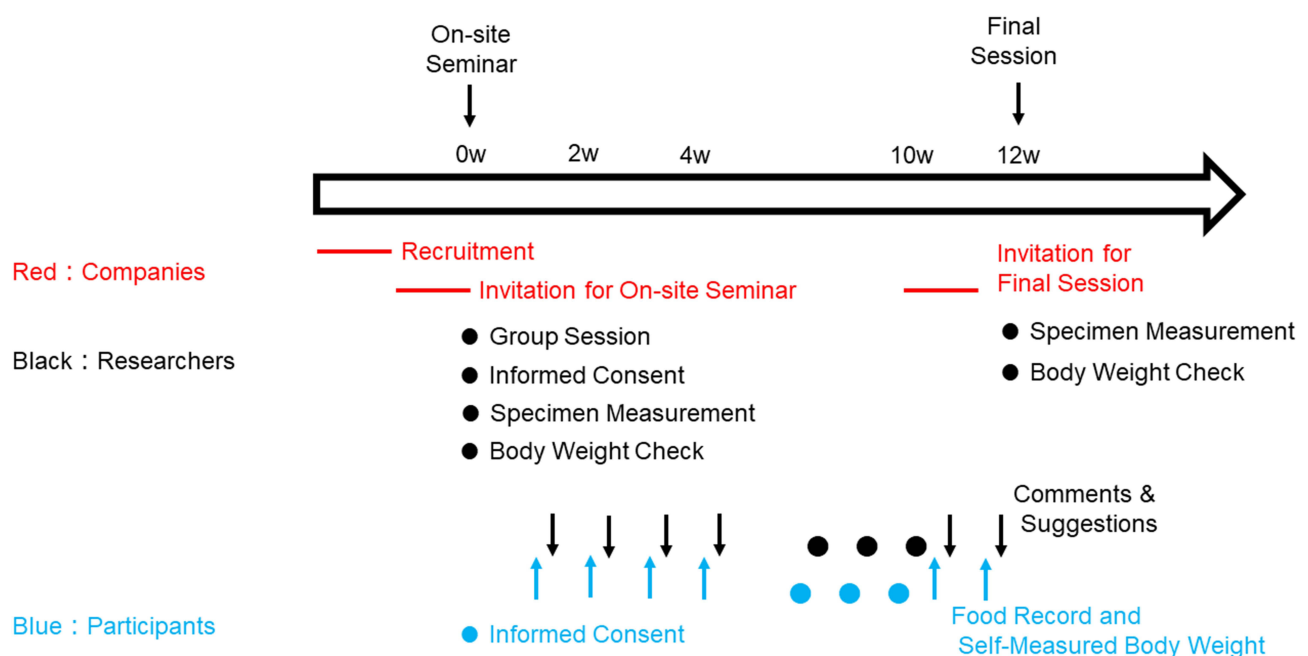 On-site
Seminar
Final
Session
0w 2w 4w 10w 12w
Recruitment
Red : Companies
Invitation for On-site Seminar
Invitation for
Final Session
Black : Researchers
● Group Session
● Informed Consent
● Specimen Measurement
● Body Weight Check
● Specimen Measurement
● Body Weight Check
Comments &
Suggestions
Blue : Participants
● Informed Consent
Food Record and
Self-Measured Body Weight